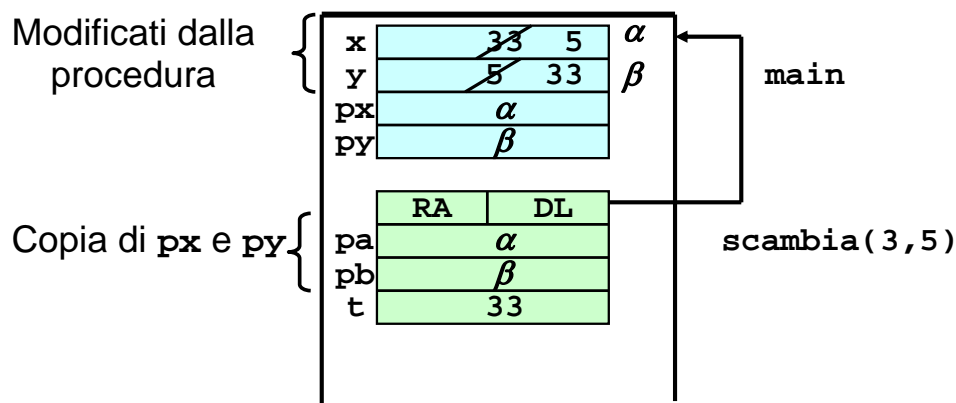 Modificati dalla
procedura
x 33 5 α
y 5 33 β
px α
py β
main
RA DL
Copia di px e py
pa α
pb β
t 33
scambia(3,5)